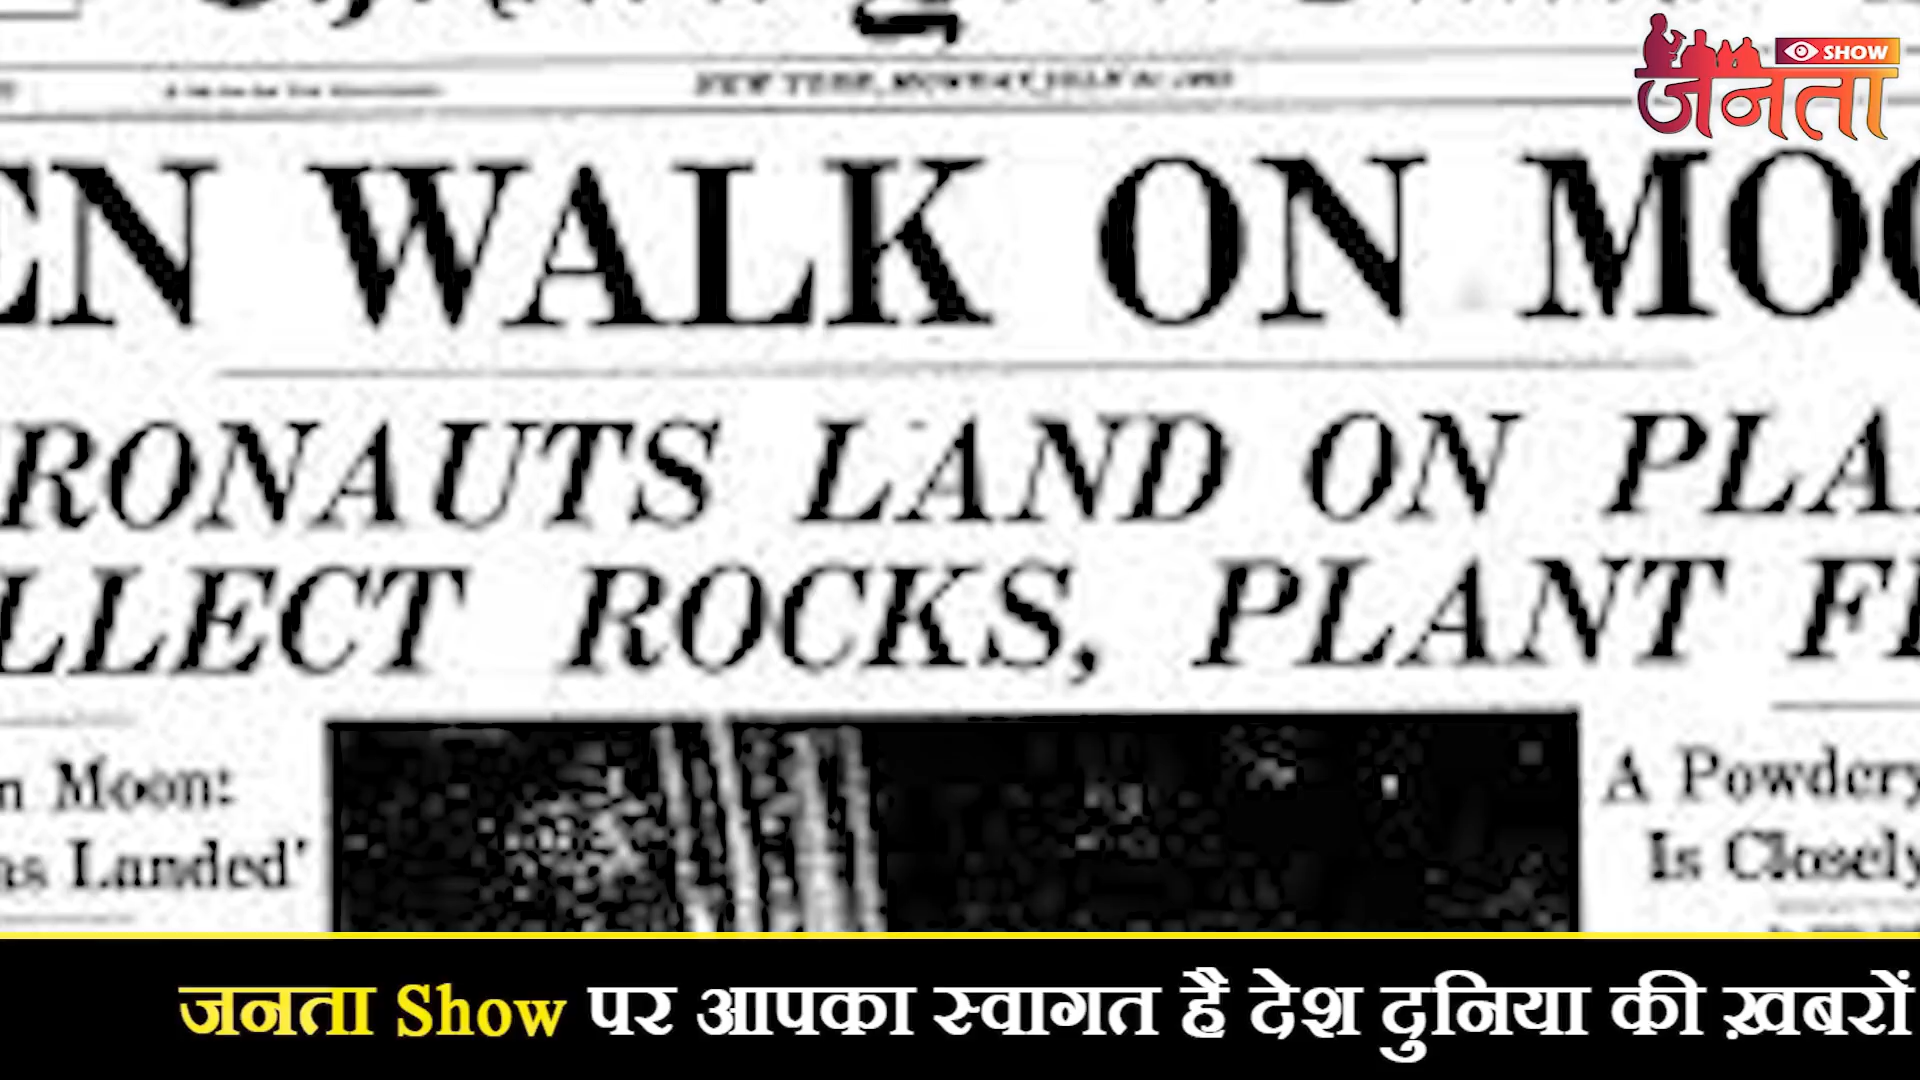 SHOW
जनता
EN WALK ON MOO
RONAUTS LAND ON PLA
LLECT ROCKS, PLANT FL
n Moon:
as Landed'
A Powdery
Is Closely
जनता Show पर आपका स्वागत है देश दुनिया की ख़बरों